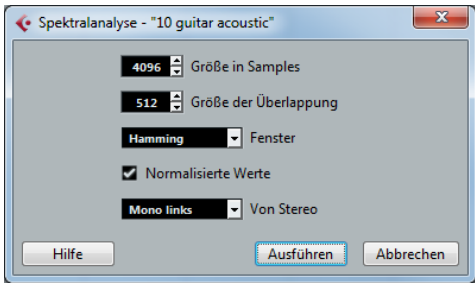 Spektralanalyse - "10 guitar acoustic"
4096 Größe in Samples
512 Größe der Überlappung
Hamming Fenster
Normalisierte Werte
Mono links Von Stereo
Hilfe Ausführen Abbrechen